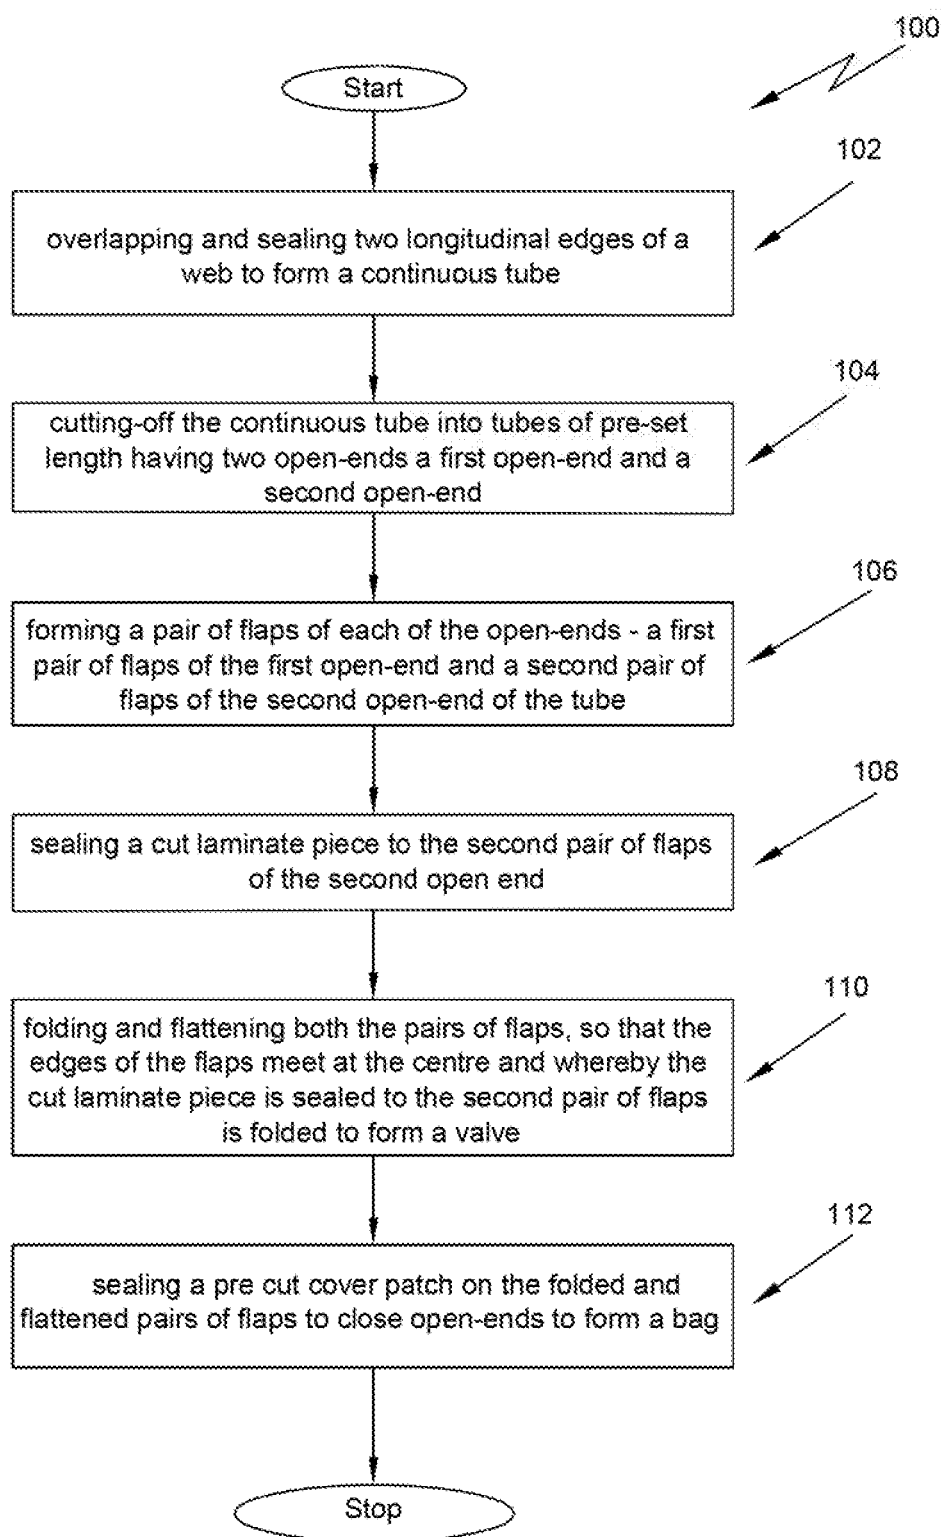 100
Start
102
overlapping and sealing two longitudinal edges of a
web to form a continuous tube
104
cutting-off the continuous tube into tubes of pre-set
length having two open-ends a first open-end and a
second open-end
106
forming a pair of flaps of each of the open-ends - a first
pair of flaps of the first open-end and a second pair of
flaps of the second open-end of the tube
108
sealing a cut laminate piece to the second pair of flaps
of the second open end
110
folding and flattening both the pairs of flaps, so that the
edges of the flaps meet at the centre and whereby the
cut laminate piece is sealed to the second pair of flaps
is folded to form a valve
112
sealing a pre cut cover patch on the folded and
flattened pairs of flaps to close open-ends to form a bag
Stop